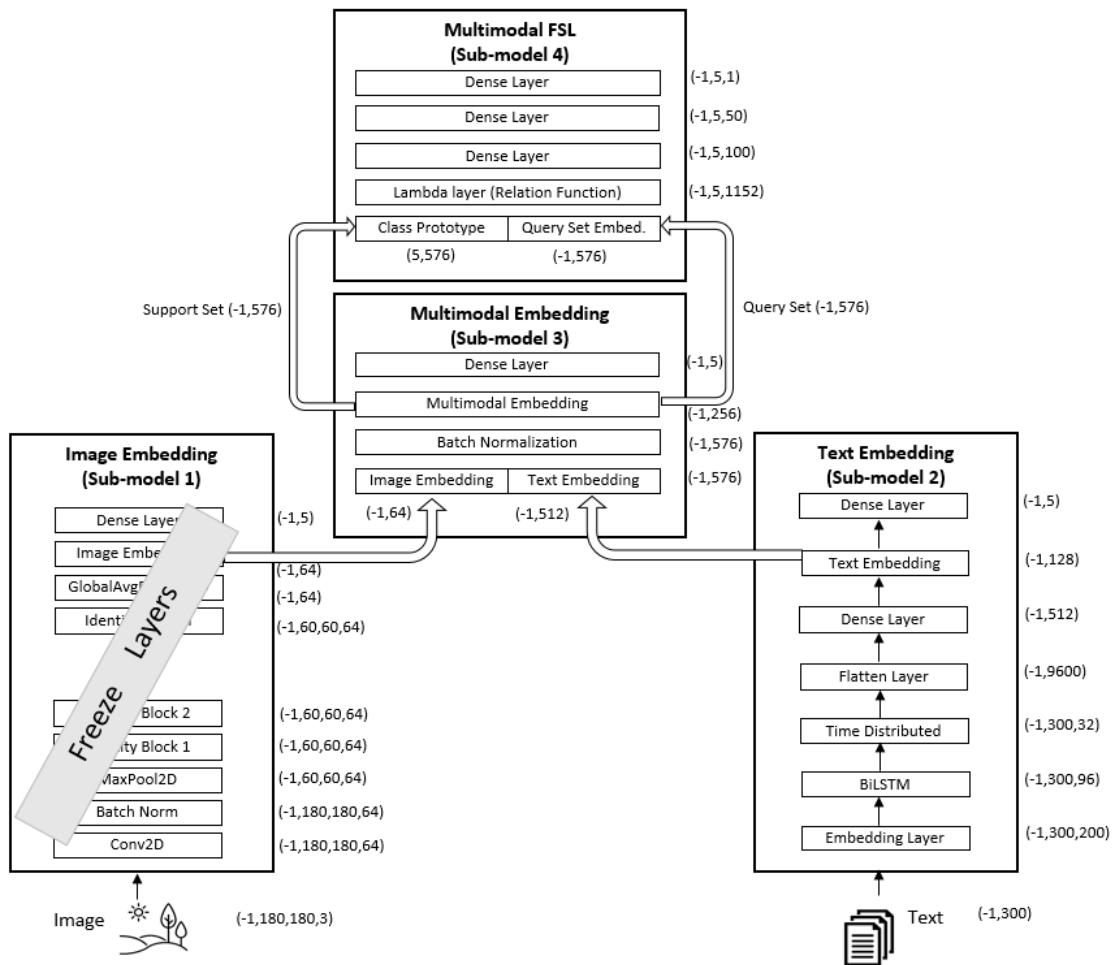 Multimodal FSL
(Sub-model 4)
Dense Layer
(-1,5,1)
Dense Layer
(-1,5,50)
Dense Layer
(-1,5,100)
Lambda layer (Relation Function)
(-1,5,1152)
Class Prototype
Query Set Embed.
(5,576)
(-1,576)
Support Set (-1,576)
Query Set (-1,576)
Multimodal Embedding
(Sub-model 3)
Dense Layer
(-1,5)
Multimodal Embedding
(-1,256)
Batch Normalization
(-1,576)
Image Embedding
Text Embedding
(-1,576)
(-1,64)
(-1,512)
Image Embedding
(Sub-model 1)
Dense Layer
(-1,5)
Image Embe
(-1,64)
GlobalAvg
(-1,64)
Identi
(-1,60,60,64)
Block 2
(-1,60,60,64)
ity Block 1
(-1,60,60,64)
MaxPool2D
(-1,60,60,64)
Batch Norm
(-1,180,180,64)
Conv2D
(-1,180,180,64)
Freeze Layers
Image
(-1,180,180,3)
Text Embedding
(Sub-model 2)
Dense Layer
(-1,5)
Text Embedding
(-1,128)
Dense Layer
(-1,512)
Flatten Layer
(-1,9600)
Time Distributed
(-1,300,32)
BiLSTM
(-1,300,96)
Embedding Layer
(-1,300,200)
Text
(-1,300)